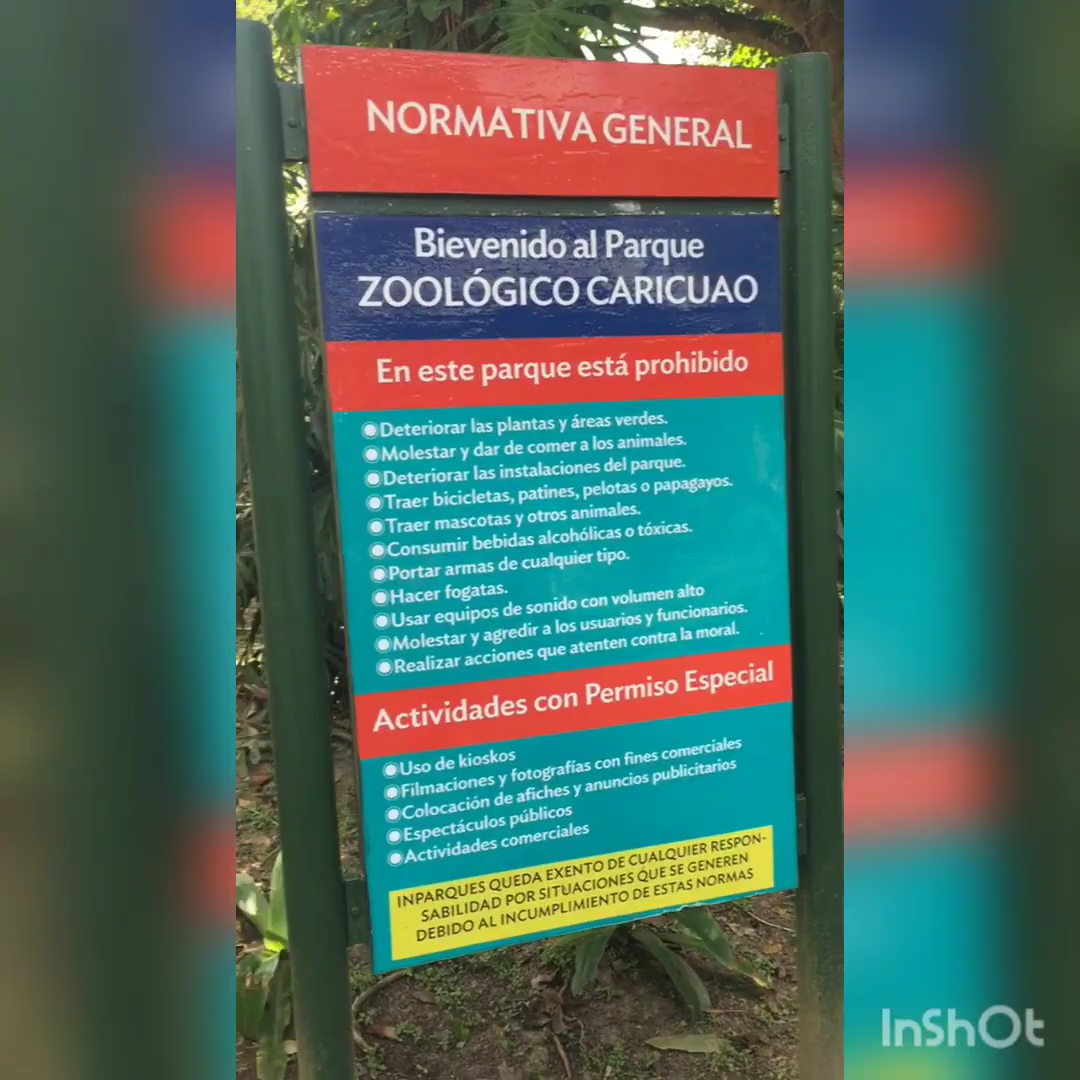 NORMATIVA GENERAL
Bievenido al Parque
ZOOLÓGICO CARICUAO
En este parque está prohibido
Deteriorar las plantas y áreas verdes.
Molestar y dar de comer a los animales.
Deteriorar las instalaciones del parque.
Traer bicicletas, patines, pelotas o papagayos.
Traer mascotas y otros animales.
Consumir bebidas alcohólicas o tóxicas.
Portar armas de cualquier tipo.
Hacer fogatas.
Usar equipos de sonido con volumen alto
Molestar y agredir a los usuarios y funcionarios.
Realizar acciones que atenten contra la moral.
Actividades con Permiso Especial
Uso de kioskos
Filmaciones y fotografías con fines comerciales
Colocación de afiches y anuncios publicitarios
Espectáculos públicos
Actividades comerciales
INPARQUES QUEDA EXENTO DE CUALQUIER RESPON-
SABILIDAD POR SITUACIONES QUE SE GENEREN
DEBIDO AL INCUMPLIMIENTO DE ESTAS NORMAS
InShOt